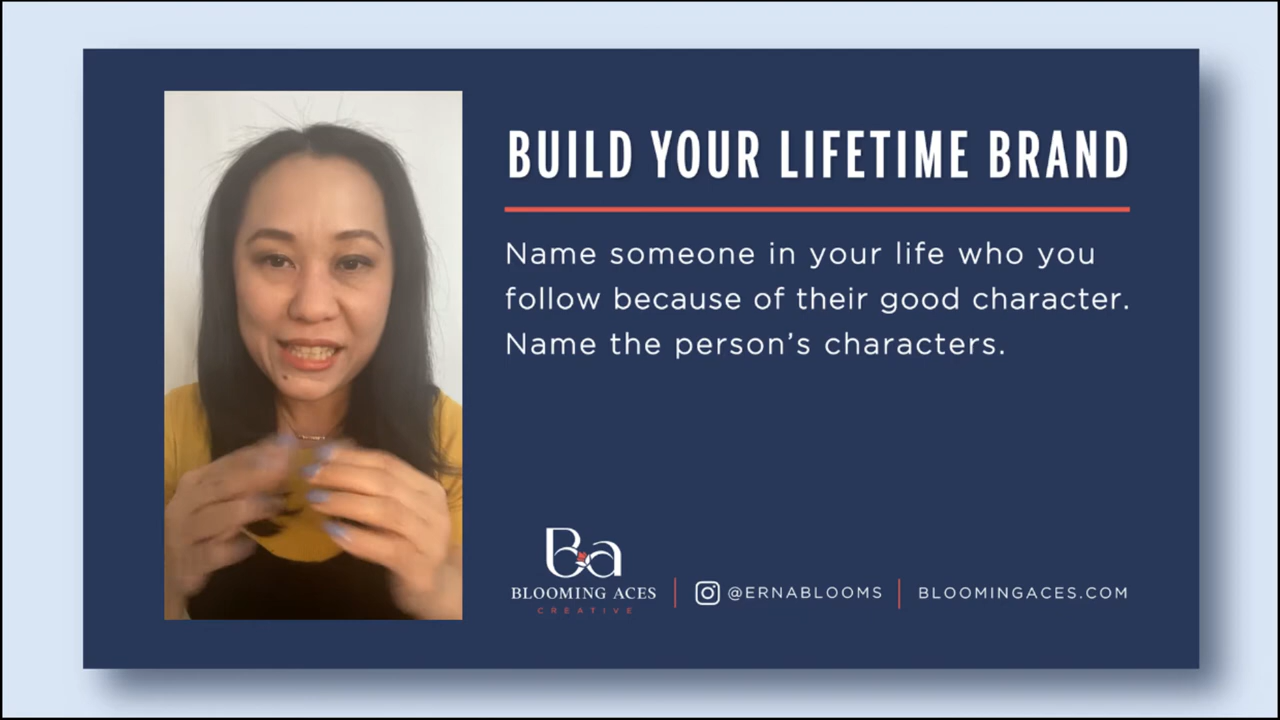 BUILD YOUR LIFETIME BRAND
Name someone in your life who you
follow because of their good character.
Name the person's characters.
Ba
BLOOMING ACES
CREATIVE
@ERNABLOOMS
BLOOMINGACES.COM